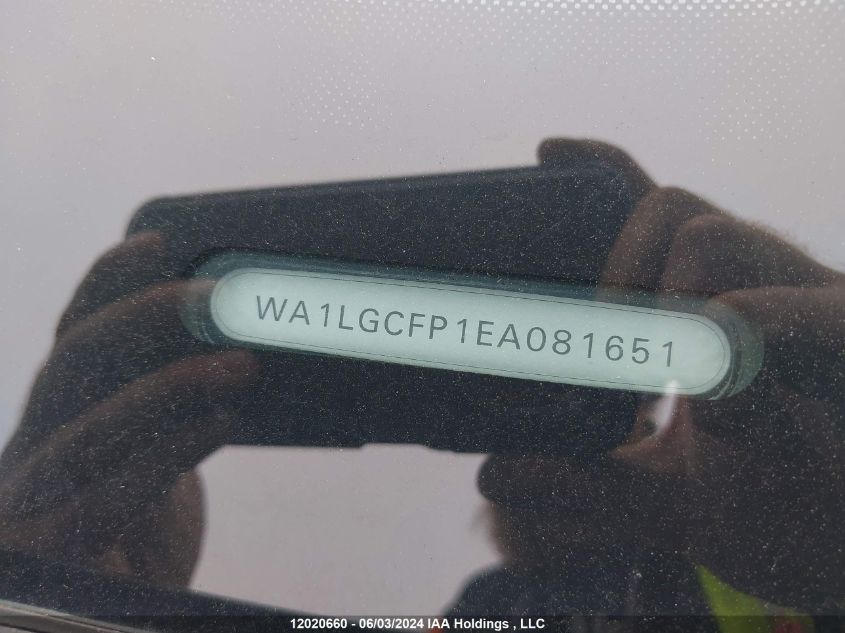 WA1LGCFP1EA081651
12020660 - 06/03/2024 IAA Holdings , LLC